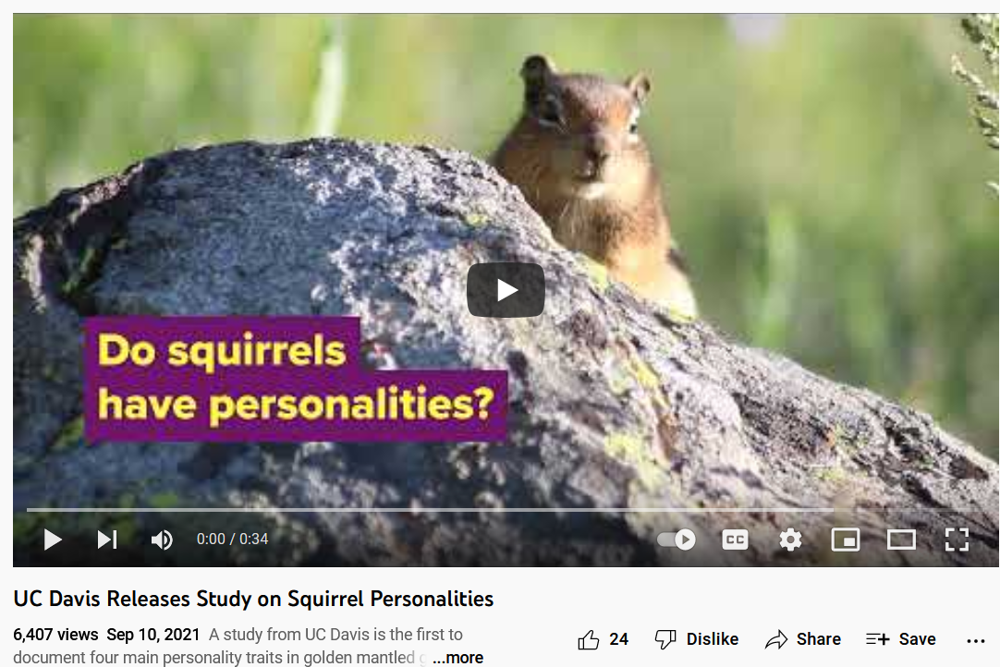 Do squirrels
have personalities?
0:00 / 0:34
CC
UC Davis Releases Study on Squirrel Personalities
6,407 views Sep 10, 2021 A study from UC Davis is the first to
24 Dislike Share Save
document four main personality traits in golden mantled ...more